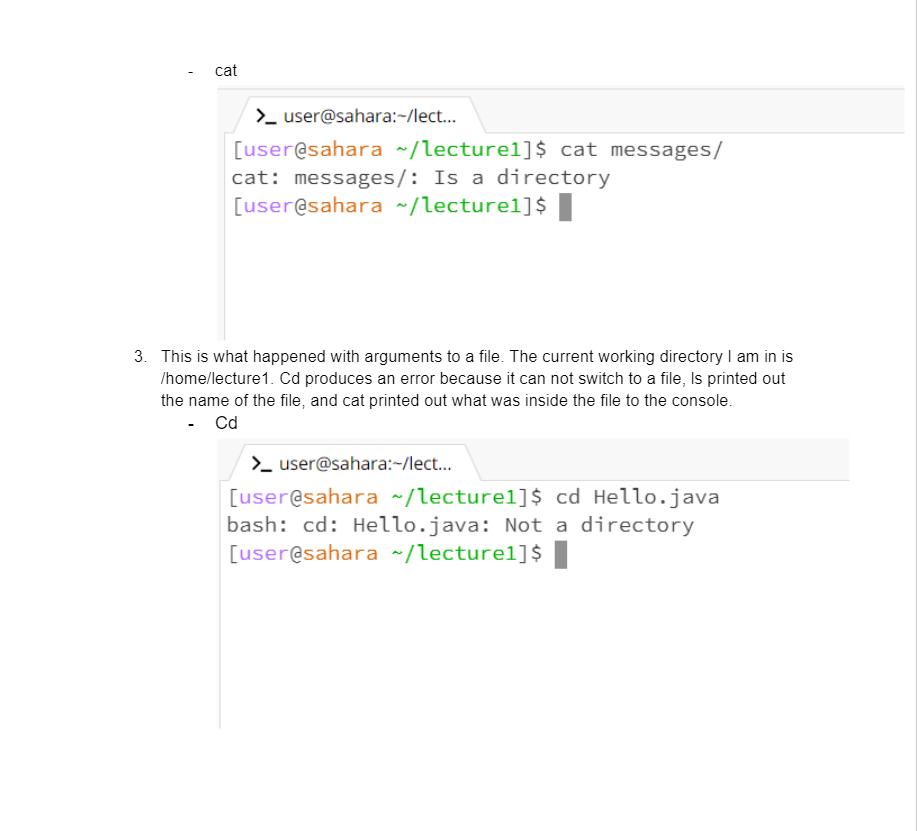 - cat
>_ user@sahara:~/lect...
[user@sahara ~/lecture1]$ cat messages/
cat: messages/: Is a directory
[user@sahara ~/lecture1]$
3. This is what happened with arguments to a file. The current working directory I am in is
/home/lecture1. Cd produces an error because it can not switch to a file, ls printed out
the name of the file, and cat printed out what was inside the file to the console.
- Cd
>_ user@sahara:~/lect...
[user@sahara ~/lecture1]$ cd Hello.java
bash: cd: Hello.java: Not a directory
[user@sahara ~/lecture1]$